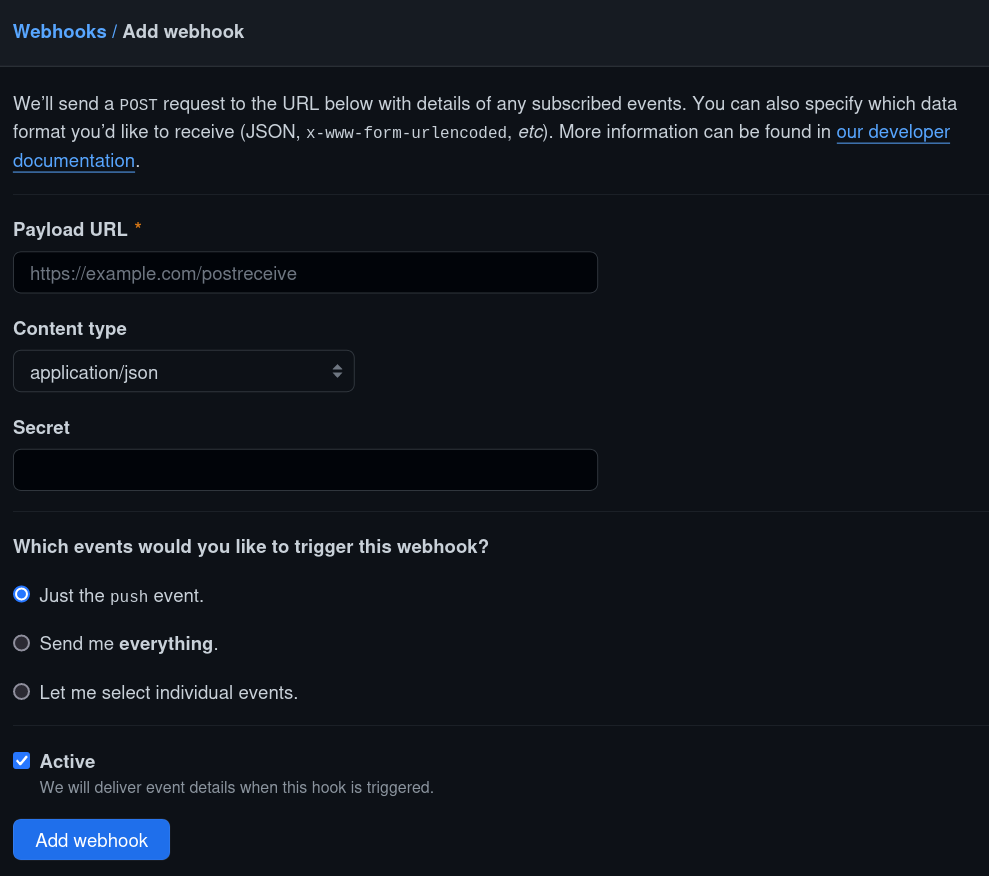 Webhooks / Add webhook
We’ll send a POST request to the URL below with details of any subscribed events. You can also specify which data
format you’d like to receive (JSON, x-www-form-urlencoded, etc). More information can be found in our developer
documentation.
Payload URL *
https://example.com/postreceive
Content type
application/json
Secret
Which events would you like to trigger this webhook?
Just the push event.
Send me everything.
Let me select individual events.
Active
We will deliver event details when this hook is triggered.
Add webhook